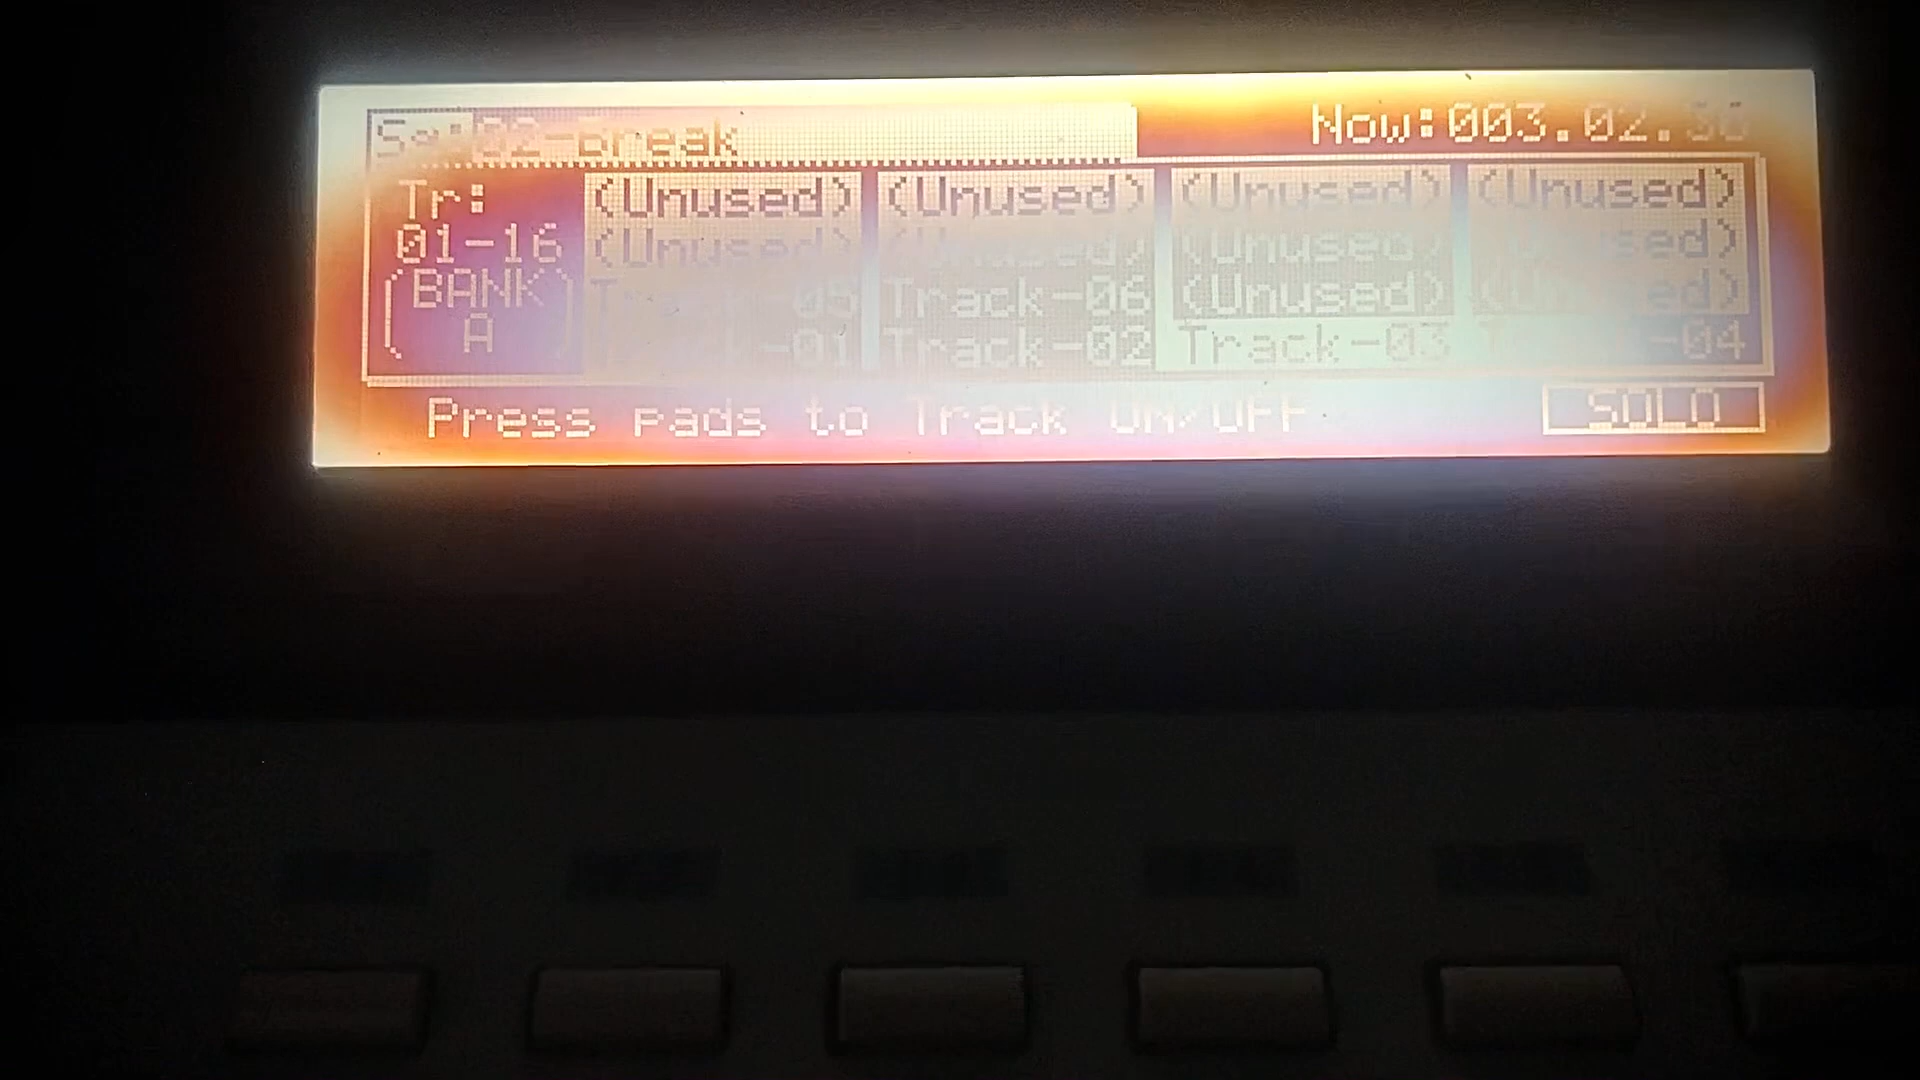 Sq:02-Break Now:003.02.36
Tr: (Unused) (Unused) (Unused) (Unused)
01-16 (Unused) (Unused) (Unused) (Unused)
(BANK Track-05 Track-06 (Unused) (Unused)
A) Track-01 Track-02 Track-03 Track-04
Press pads to Track ON/OFF SOLO